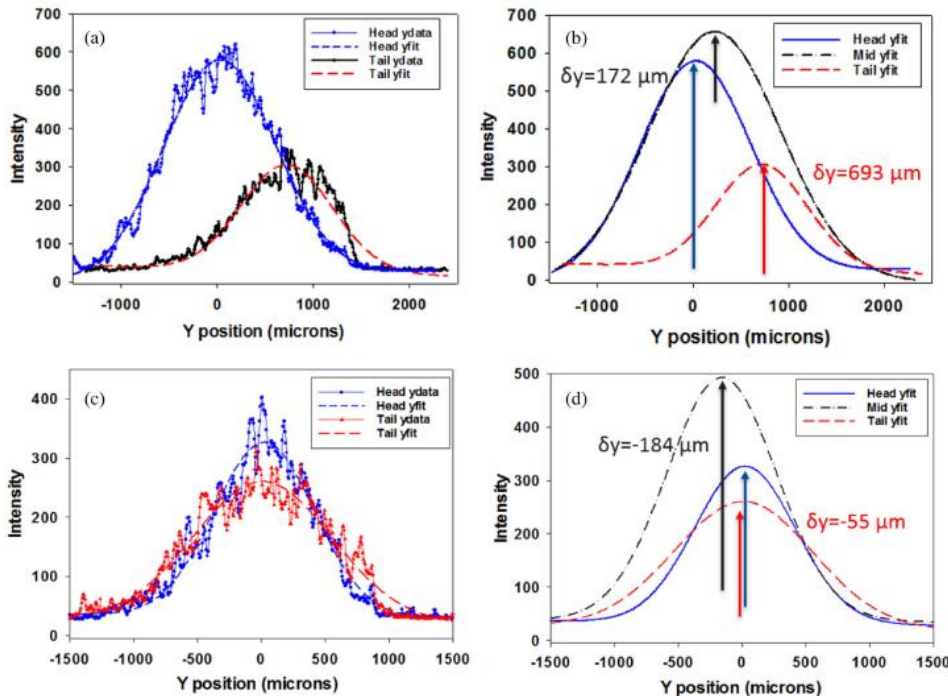 (a)
Head ydata
Head yfit
Tail ydata
Tail yfit
700
600
500
400
300
200
100
0
Intensity
-1000
0
1000
2000
Y position (microns)
(b)
Head yfit
Mid yfit
Tail yfit
δy=172 μm
δy=693 μm
700
600
500
400
300
200
100
0
Intensity
-1000
0
1000
2000
Y position (microns)
(c)
Head ydata
Head yfit
Tail ydata
Tail yfit
400
300
200
100
0
Intensity
-1500
-1000
-500
0
500
1000
1500
Y position (microns)
(d)
Head yfit
Mid yfit
Tail yfit
δy=-184 μm
δy=-55 μm
500
400
300
200
100
0
Intensity
-1500
-1000
-500
0
500
1000
1500
Y position (microns)